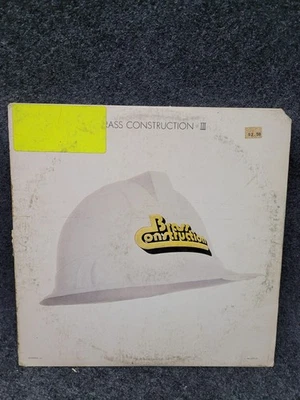 RASS CONSTRUCTION · III
Brass
Construction